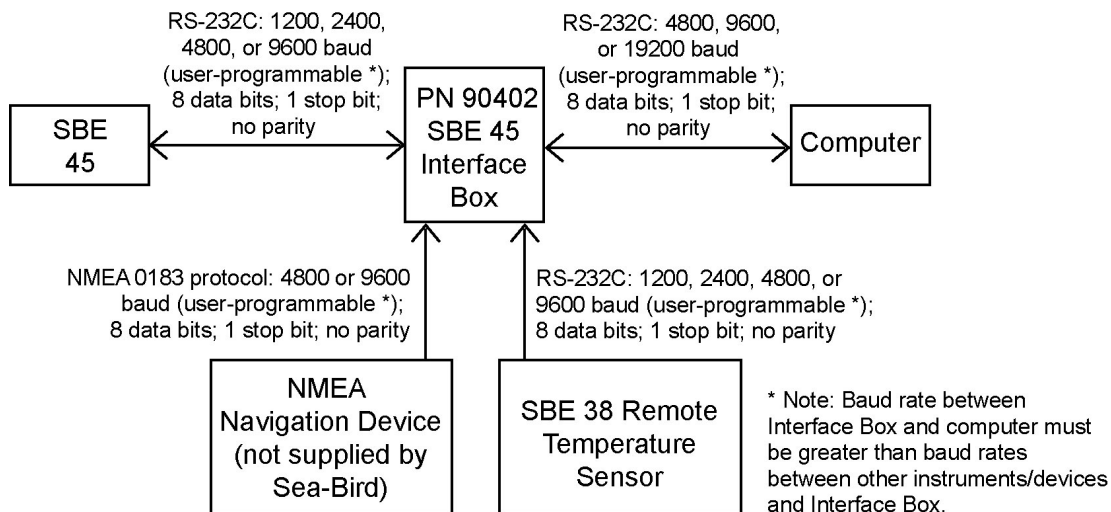 RS-232C: 1200, 2400,
4800, or 9600 baud
(user-programmable *);
8 data bits; 1 stop bit;
no parity
RS-232C: 4800, 9600,
or 19200 baud
(user-programmable *);
8 data bits; 1 stop bit;
no parity
SBE
45
PN 90402
SBE 45
Interface
Box
Computer
NMEA 0183 protocol: 4800 or 9600
baud (user-programmable *);
8 data bits; 1 stop bit; no parity
RS-232C: 1200, 2400, 4800, or
9600 baud (user-programmable *);
8 data bits; 1 stop bit; no parity
NMEA
Navigation Device
(not supplied by
Sea-Bird)
SBE 38 Remote
Temperature
Sensor
* Note: Baud rate between
Interface Box and computer must
be greater than baud rates
between other instruments/devices
and Interface Box.